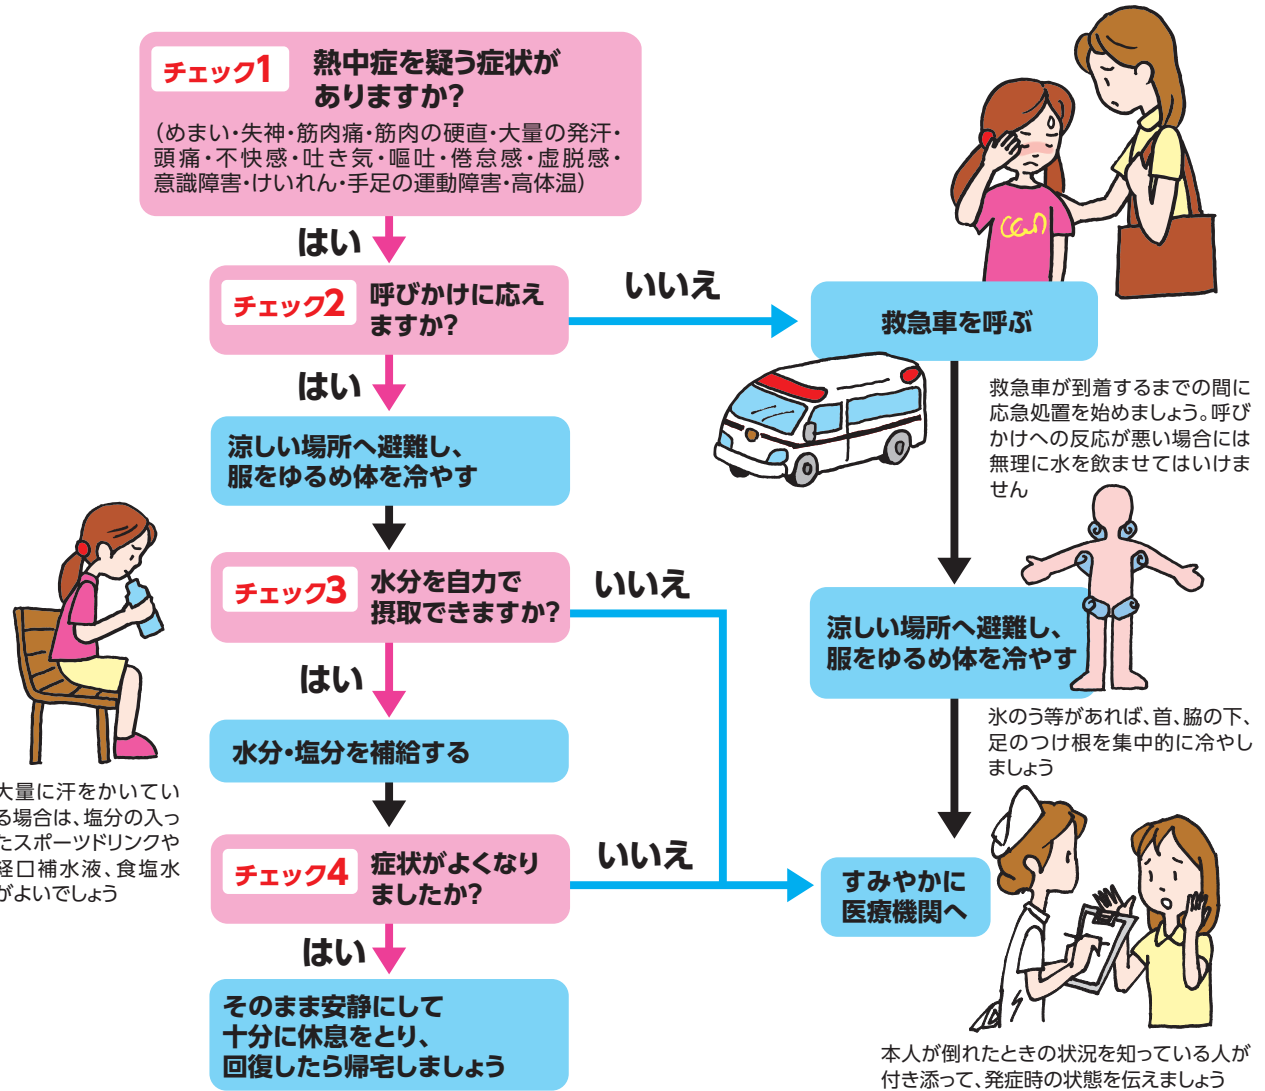 チェック1
熱中症を疑う症状が
ありますか?
（めまい・失神・筋肉痛・筋肉の硬直・大量の発汗・
頭痛・不快感・吐き気・嘔吐・倦怠感・虚脱感・
意識障害・けいれん・手足の運動障害・高体温）
はい
チェック2
呼びかけに応え
ますか?
いいえ
救急車を呼ぶ
救急車が到着するまでの間に
応急処置を始めましょう。呼び
かけへの反応が悪い場合には
無理に水を飲ませてはいけま
せん
はい
涼しい場所へ避難し、
服をゆるめ体を冷やす
チェック3
水分を自力で
摂取できますか?
いいえ
涼しい場所へ避難し、
服をゆるめ体を冷やす
氷のう等があれば、首、脇の下、
足のつけ根を集中的に冷やし
ましょう
はい
水分・塩分を補給する
大量に汗をかいてい
る場合は、塩分の入っ
たスポーツドリンクや
経口補水液、食塩水
がよいでしょう
チェック4
症状がよくなり
ましたか?
いいえ
すみやかに
医療機関へ
はい
そのまま安静にして
十分に休息をとり、
回復したら帰宅しましょう
本人が倒れたときの状況を知っている人が
付き添って、発症時の状態を伝えましょう